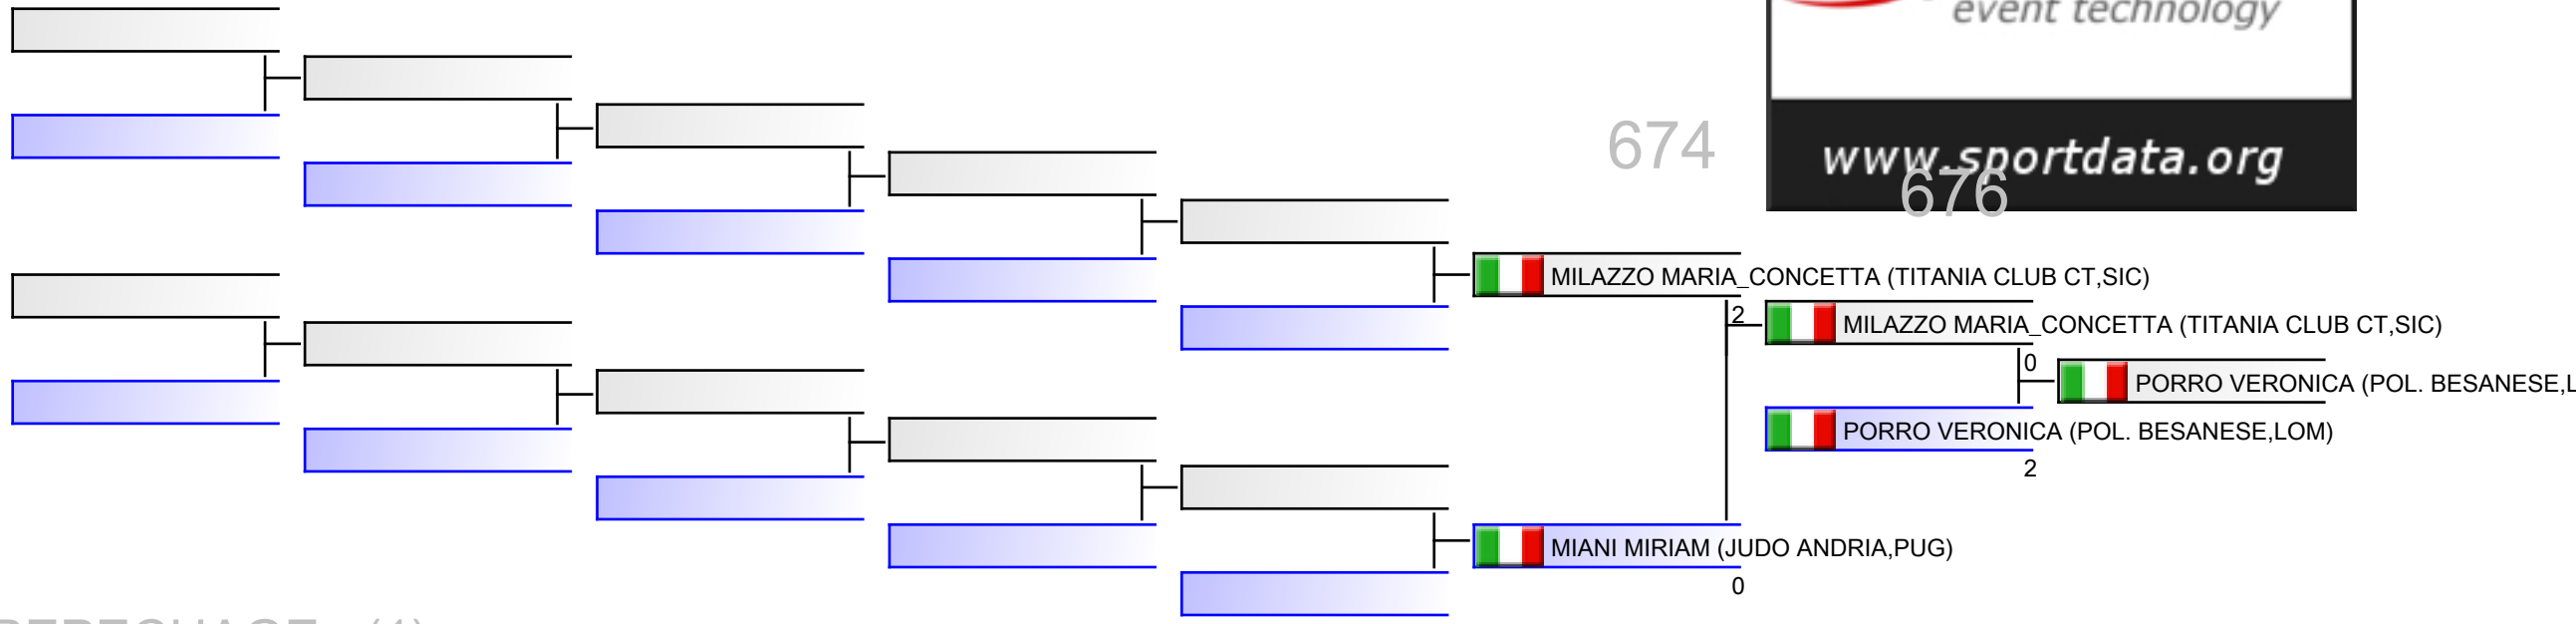 event technology
674
www.sportdata.org
676
MILAZZO MARIA_CONCETTA (TITANIA CLUB CT,SIC)
2
MILAZZO MARIA_CONCETTA (TITANIA CLUB CT,SIC)
0
PORRO VERONICA (POL. BESANESE,L
PORRO VERONICA (POL. BESANESE,LOM)
2
MIANI MIRIAM (JUDO ANDRIA,PUG)
0